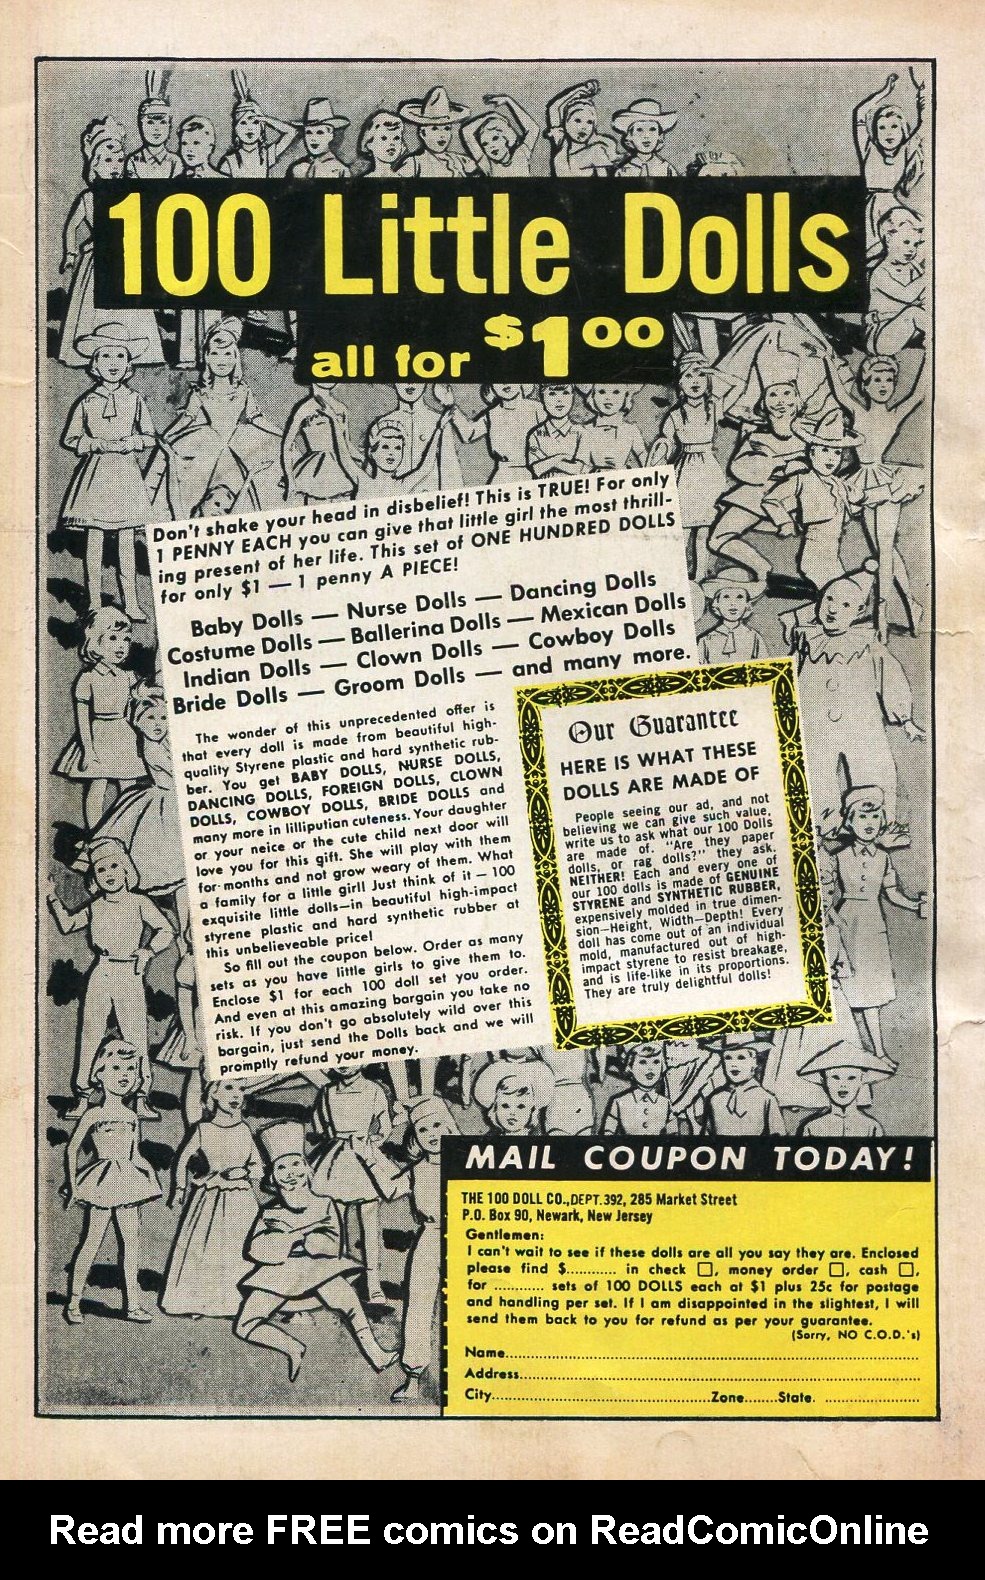 100 Little Dolls
all for $1 00
Don't shake your head in disbelief! This is TRUE! For only
1 PENNY EACH you can give that little girl the most thrill-
ing present of her life. This set of ONE HUNDRED DOLLS
for only $1 — 1 penny A PIECE!
Baby Dolls — Nurse Dolls — Dancing Dolls
Costume Dolls — Ballerina Dolls — Mexican Dolls
Indian Dolls — Clown Dolls — Cowboy Dolls
Bride Dolls — Groom Dolls — and many more.
The wonder of this unprecedented offer is
that every doll is made from beautiful high-
quality Styrene plastic and hard synthetic rub-
ber. You get BABY DOLLS, NURSE DOLLS,
DANCING DOLLS, FOREIGN DOLLS, CLOWN
DOLLS, COWBOY DOLLS, BRIDE DOLLS and
many more in lilliputian cuteness. Your daughter
or your neice or the cute child next door will
love you for this gift. She will play with them
for months and not grow weary of them. What
a family for a little girl! Just think of it — 100
exquisite little dolls—in beautiful high-impact
styrene plastic and hard synthetic rubber at
this unbelieveable price!
So fill out the coupon below. Order as many
sets as you have little girls to give them to.
Enclose $1 for each 100 doll set you order.
And even at this amazing bargain you take no
risk. If you don't go absolutely wild over this
bargain, just send the Dolls back and we will
promptly refund your money.
Our Guarantee
HERE IS WHAT THESE
DOLLS ARE MADE OF
People seeing our ad, and not
believing we can give such value,
write us to ask what our 100 Dolls
are made of. "Are they paper
dolls, or rag dolls?" they ask.
NEITHER! Each and every one of
our 100 dolls is made of GENUINE
STYRENE and SYNTHETIC RUBBER,
expensively molded in true dimen-
sion—Height, Width—Depth! Every
doll has come out of an individual
mold, manufactured out of high-
impact styrene to resist breakage,
and is life-like in its proportions.
They are truly delightful dolls!
MAIL COUPON TODAY!
THE 100 DOLL CO., DEPT. 392, 285 Market Street
P.O. Box 90, Newark, New Jersey
Gentlemen:
I can't wait to see if these dolls are all you say they are. Enclosed
please find $............ in check ☐, money order ☐, cash ☐,
for ............ sets of 100 DOLLS each at $1 plus 25c for postage
and handling per set. If I am disappointed in the slightest, I will
send them back to you for refund as per your guarantee.
(Sorry, NO C.O.D.'s)
Name..............................
Address..............................
City..............................Zone........State. ....................
Read more FREE comics on ReadComicOnline